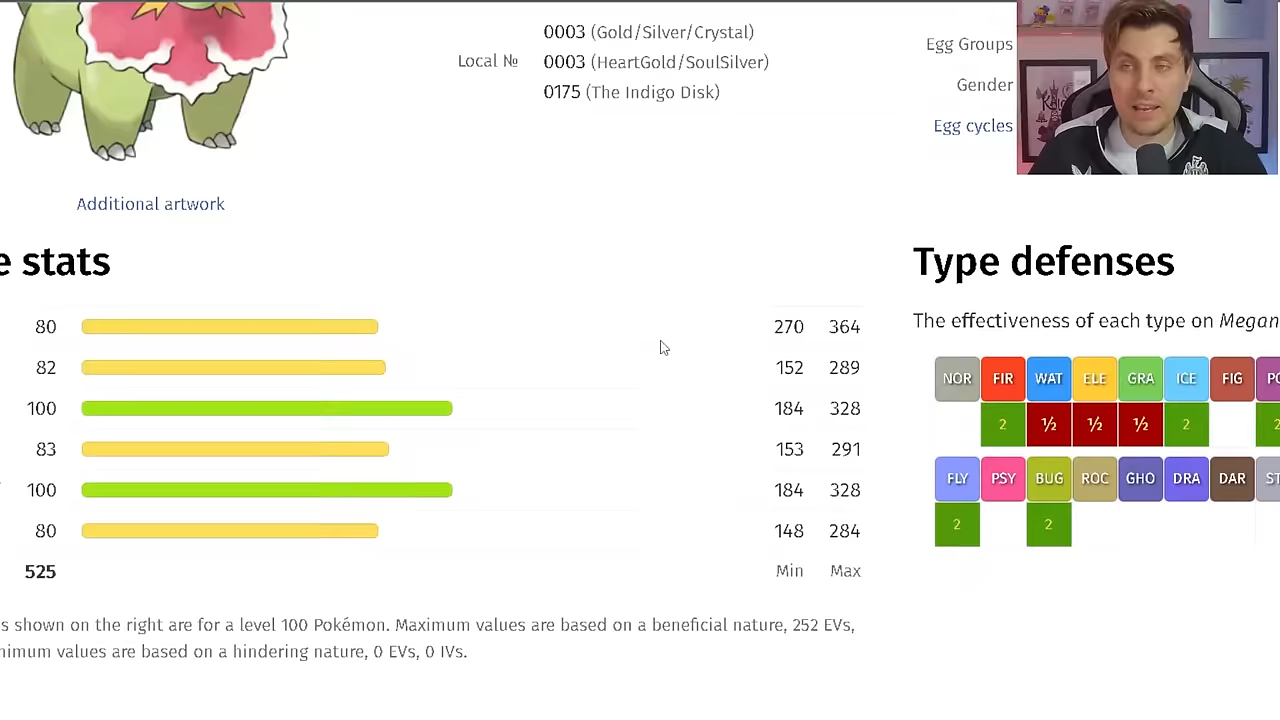 0003 (Gold/Silver/Crystal)
Local № 0003 (HeartGold/SoulSilver)
0175 (The Indigo Disk)
Egg Groups
Gender
Egg cycles
Additional artwork
e stats
80 270 364
82 152 289
100 184 328
83 153 291
100 184 328
80 148 284
525 Min Max
s shown on the right are for a level 100 Pokémon. Maximum values are based on a beneficial nature, 252 EVs,
nimum values are based on a hindering nature, 0 EVs, 0 IVs.
Type defenses
The effectiveness of each type on Megan
NOR FIR WAT ELE GRA ICE FIG PO
2 ½ ½ ½ 2 2
FLY PSY BUG ROC GHO DRA DAR ST
2 2